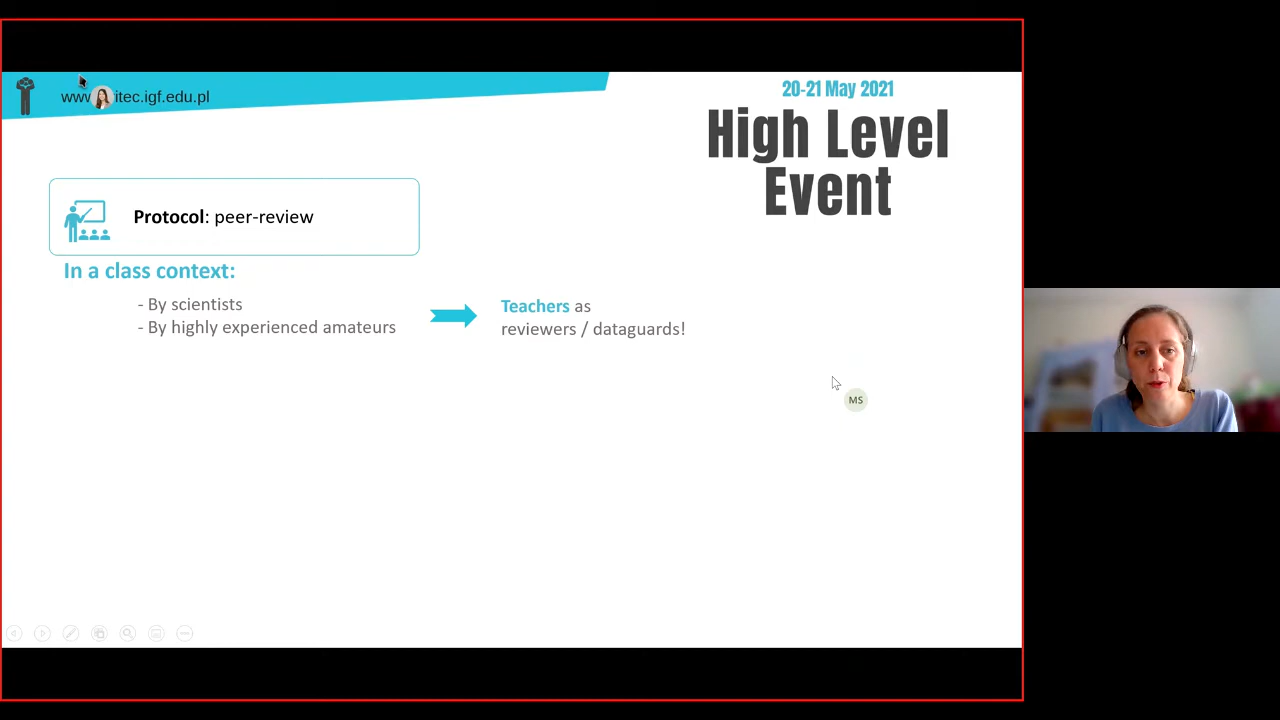 itec.igf.edu.pl
20-21 May 2021
High Level
Event
Protocol: peer-review
In a class context:
- By scientists
- By highly experienced amateurs
Teachers as
reviewers / dataguards!
MS